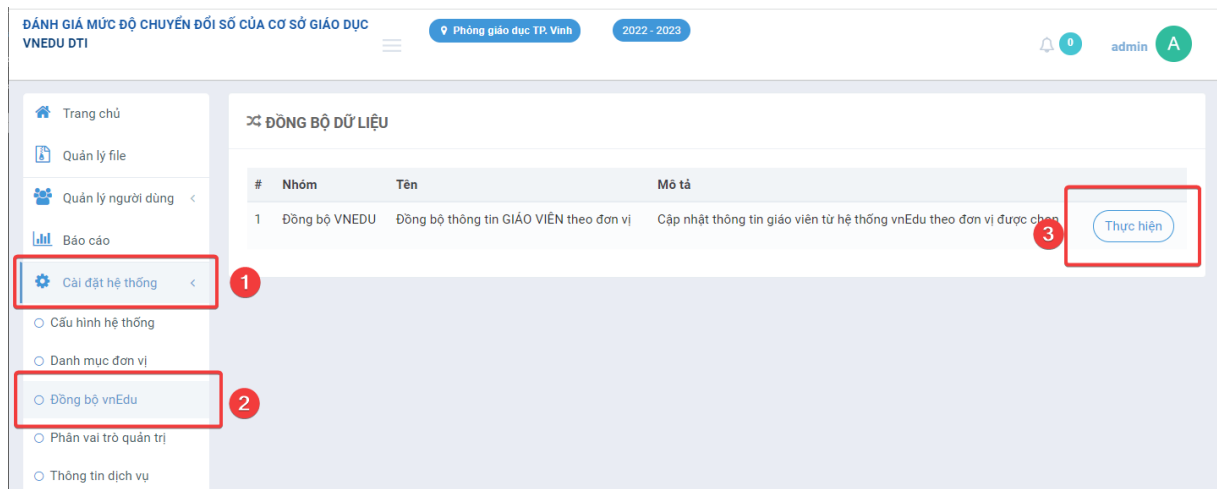 ĐÁNH GIÁ MỨC ĐỘ CHUYỂN ĐỔI SỐ CỦA CƠ SỞ GIÁO DỤC
VNEDU DTI
Phòng giáo dục TP. Vinh
2022 - 2023
0
admin
A
Trang chủ
Quản lý file
Quản lý người dùng
Báo cáo
Cài đặt hệ thống
1
Cấu hình hệ thống
Danh mục đơn vị
Đồng bộ vnEdu
2
Phân vai trò quản trị
Thông tin dịch vụ
ĐỒNG BỘ DỮ LIỆU
# Nhóm Tên Mô tả
1 Đồng bộ VNEDU Đồng bộ thông tin GIÁO VIÊN theo đơn vị Cập nhật thông tin giáo viên từ hệ thống vnEdu theo đơn vị được chọn
3
Thực hiện